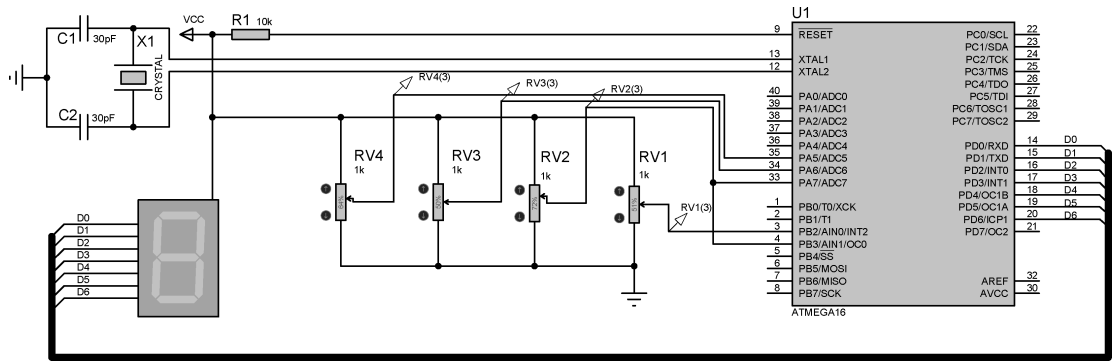 C1
30pF
X1
CRYSTAL
C2
30pF
VCC
R1
10k
RV4(3)
RV3(3)
RV2(3)
RV4
1k
64%
RV3
1k
50%
RV2
1k
72%
RV1
1k
51%
RV1(3)
D0
D1
D2
D3
D4
D5
D6
U1
9 RESET PC0/SCL 22
PC1/SDA 23
13 XTAL1 PC2/TCK 24
12 XTAL2 PC3/TMS 25
PC4/TDO 26
40 PA0/ADC0 PC5/TDI 27
39 PA1/ADC1 PC6/TOSC1 28
38 PA2/ADC2 PC7/TOSC2 29
37 PA3/ADC3
36 PA4/ADC4 PD0/RXD 14 D0
35 PA5/ADC5 PD1/TXD 15 D1
34 PA6/ADC6 PD2/INT0 16 D2
33 PA7/ADC7 PD3/INT1 17 D3
PD4/OC1B 18 D4
1 PB0/T0/XCK PD5/OC1A 19 D5
2 PB1/T1 PD6/ICP1 20 D6
3 PB2/AIN0/INT2 PD7/OC2 21
4 PB3/AIN1/OC0
5 PB4/SS
6 PB5/MOSI
7 PB6/MISO AREF 32
8 PB7/SCK AVCC 30
ATMEGA16